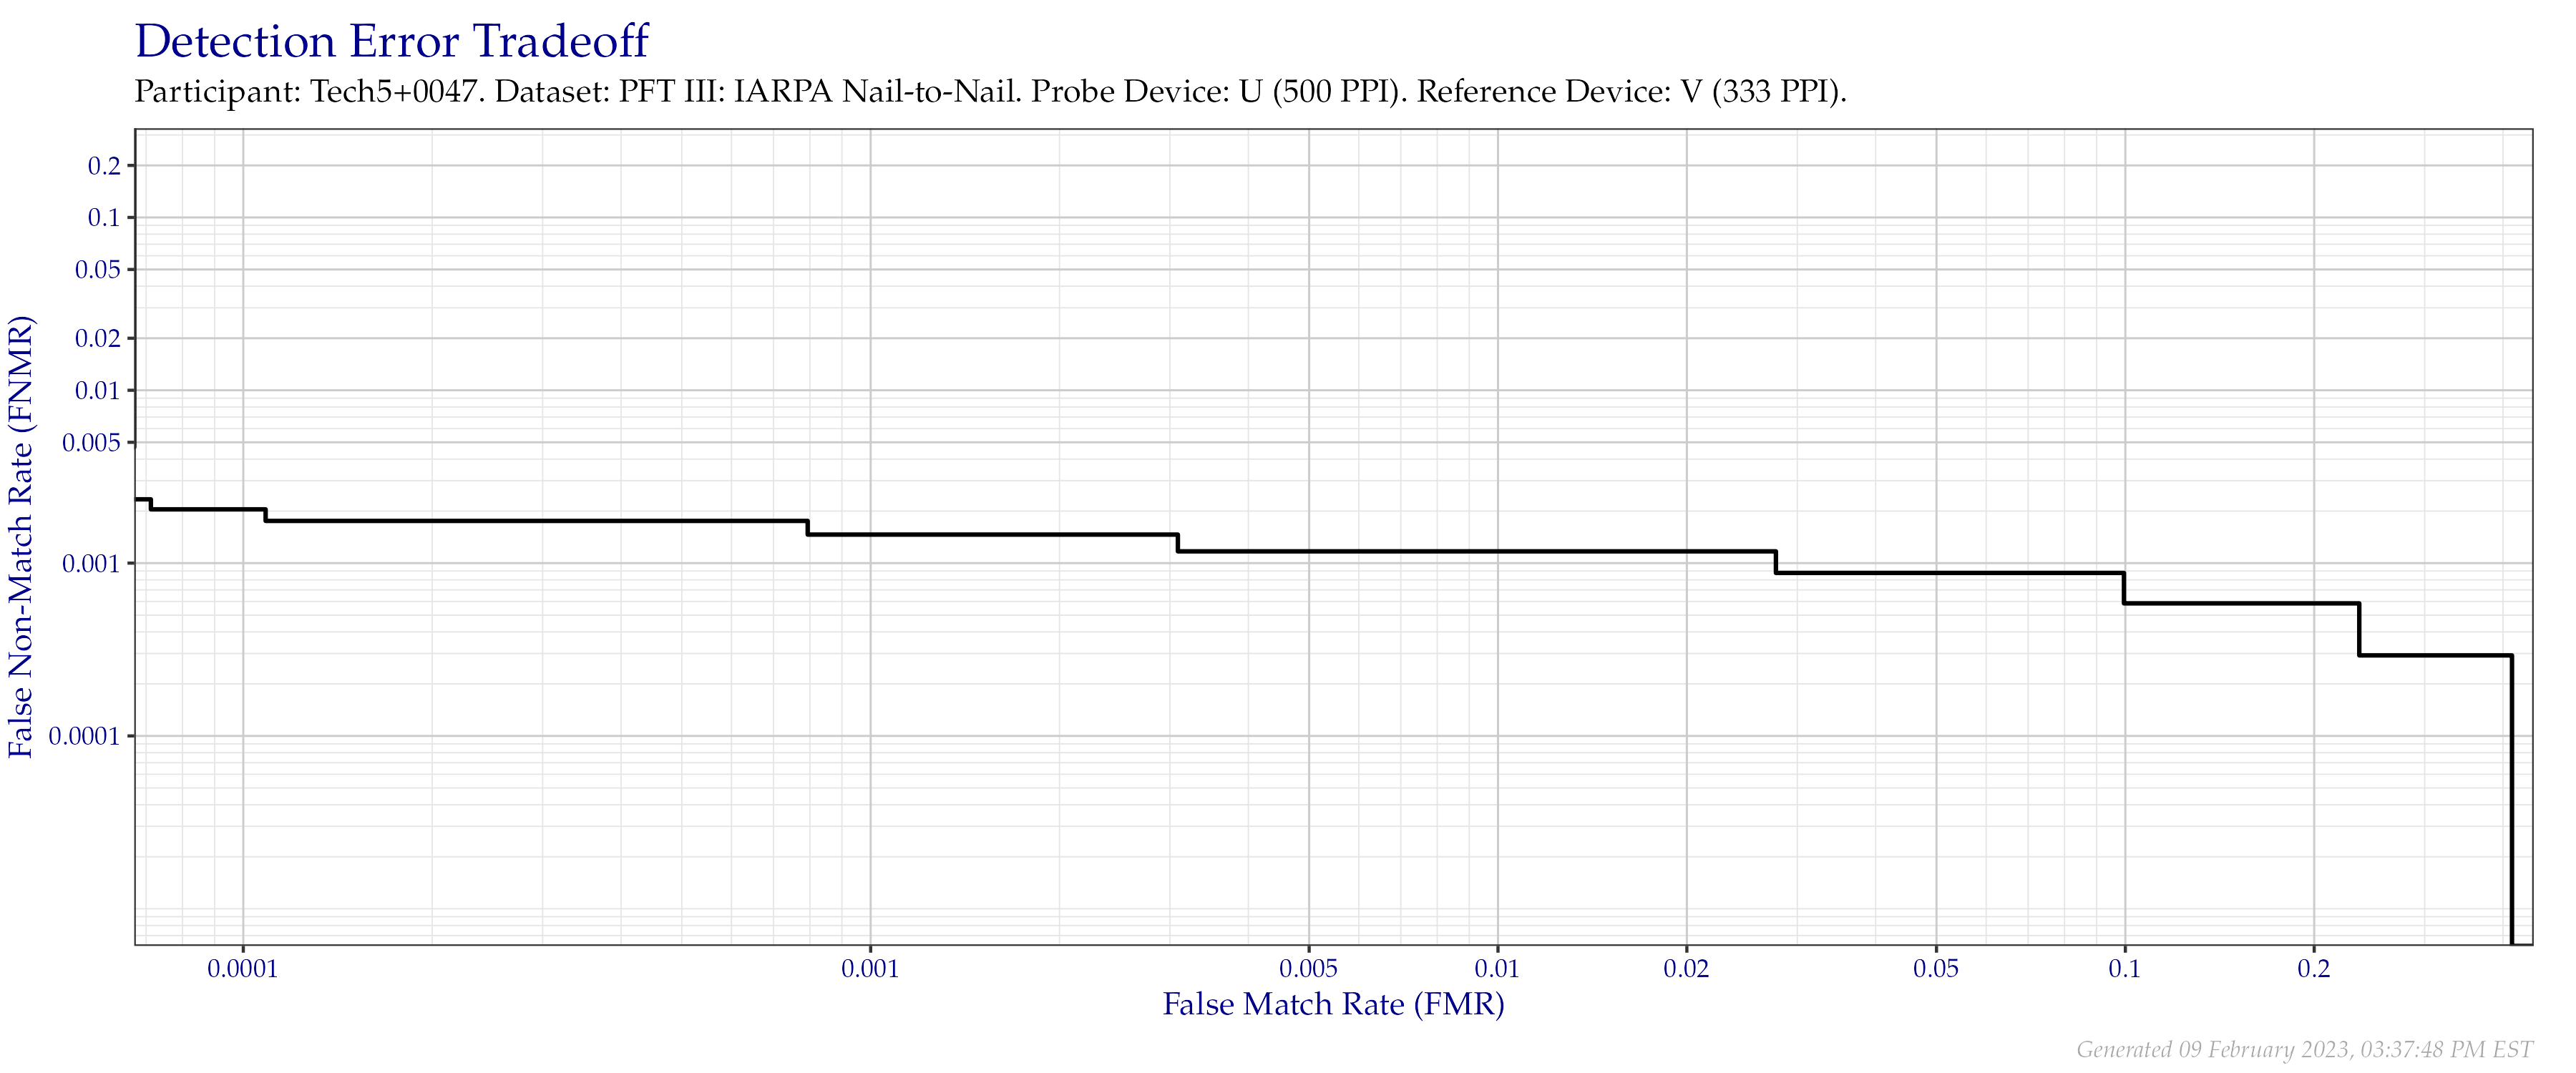 Detection Error Tradeoff
Participant: Tech5+0047. Dataset: PFT III: IARPA Nail-to-Nail. Probe Device: U (500 PPI). Reference Device: V (333 PPI).
False Non-Match Rate (FNMR)
0.2
0.1
0.05
0.02
0.01
0.005
0.001
0.0001
0.0001 0.001 0.005 0.01 0.02 0.05 0.1 0.2
False Match Rate (FMR)
Generated 09 February 2023, 03:37:48 PM EST